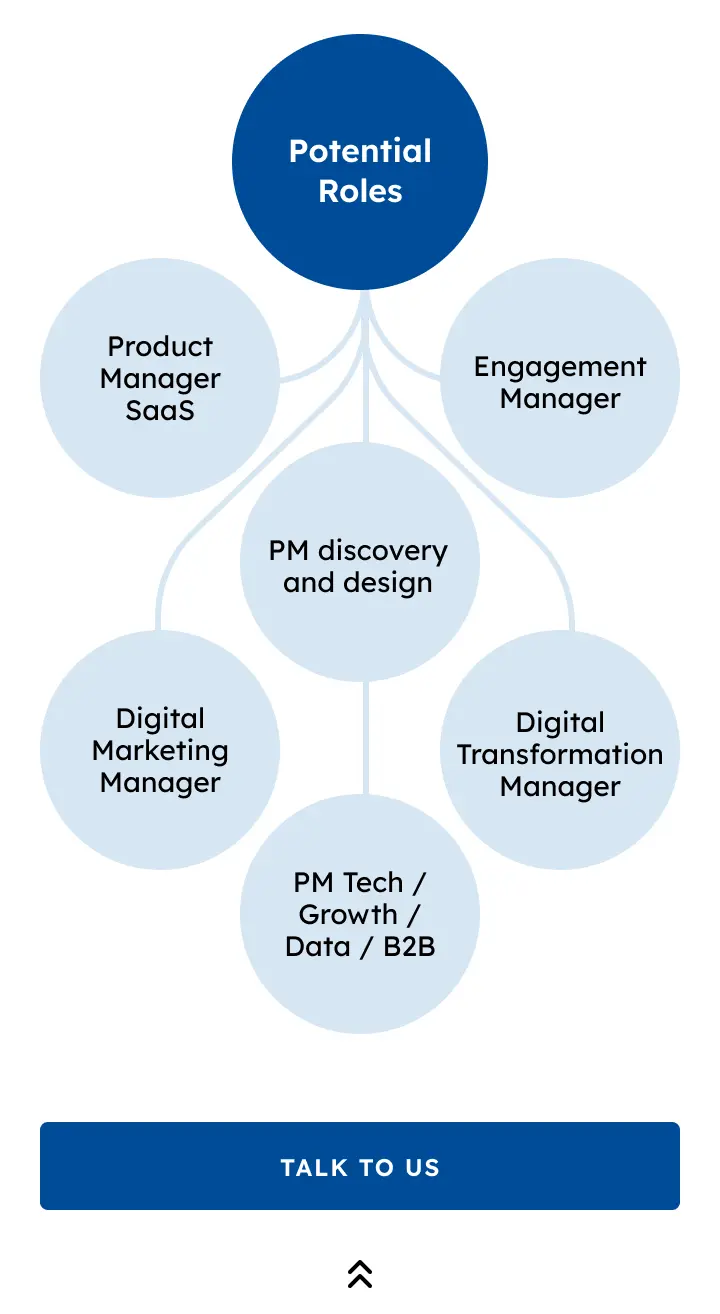 Potential
Roles
Product
Manager
SaaS
Engagement
Manager
PM discovery
and design
Digital
Marketing
Manager
Digital
Transformation
Manager
PM Tech /
Growth /
Data / B2B
TALK TO US